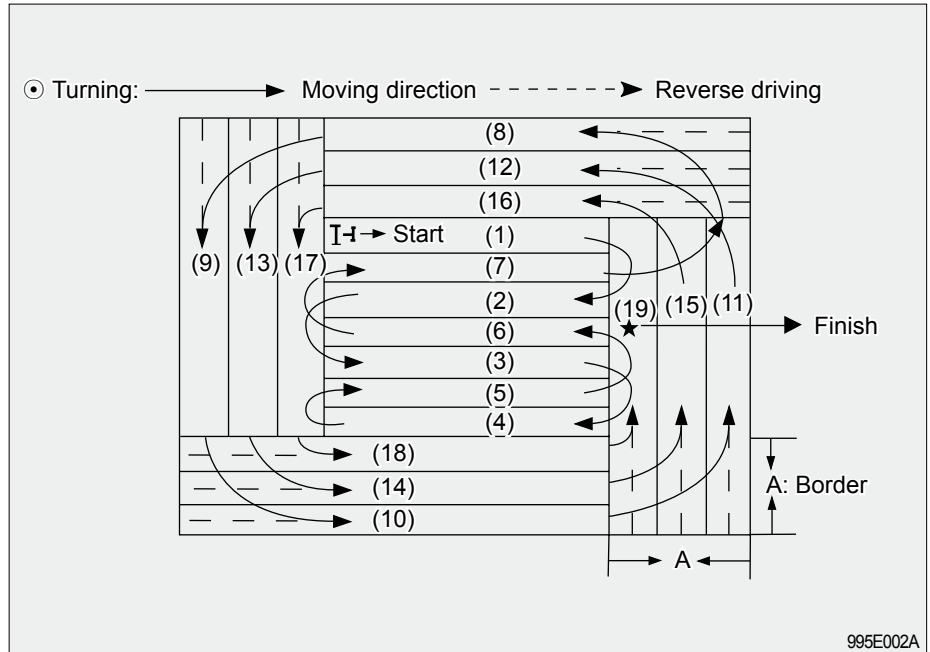 ⊙ Turning: Moving direction Reverse driving
(8)
(12)
(16)
Start (1)
(9) (13) (17) (7)
(2) (19) (15) (11)
(6) ★ Finish
(3)
(5)
(4)
(18)
(14) A: Border
(10)
A
995E002A